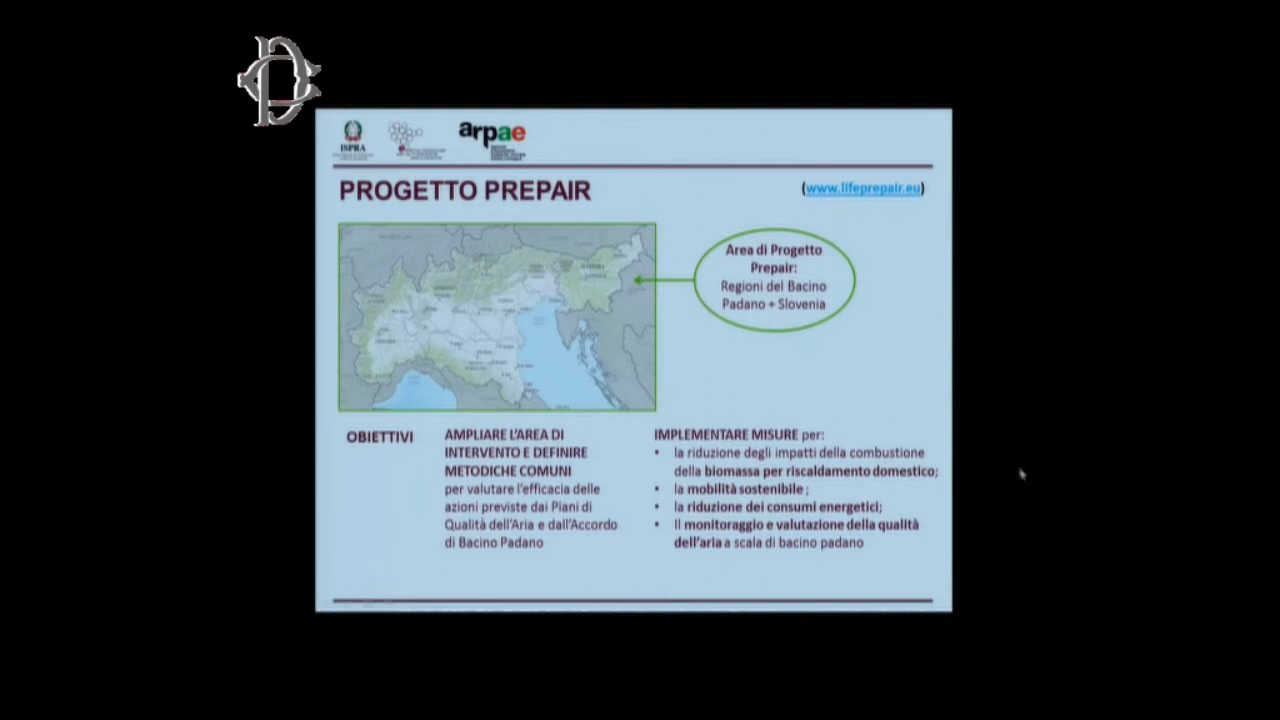 ISPRA
arpae
PROGETTO PREPAIR
(www.lifeprepair.eu)
Area di Progetto
Prepair:
Regioni del Bacino
Padano + Slovenia
OBIETTIVI
AMPLIARE L'AREA DI
INTERVENTO E DEFINIRE
METODICHE COMUNI
per valutare l'efficacia delle
azioni previste dai Piani di
Qualità dell'Aria e dall'Accordo
di Bacino Padano
IMPLEMENTARE MISURE per:
• la riduzione degli impatti della combustione
della biomassa per riscaldamento domestico;
• la mobilità sostenibile ;
• la riduzione dei consumi energetici;
• Il monitoraggio e valutazione della qualità
dell'aria a scala di bacino padano